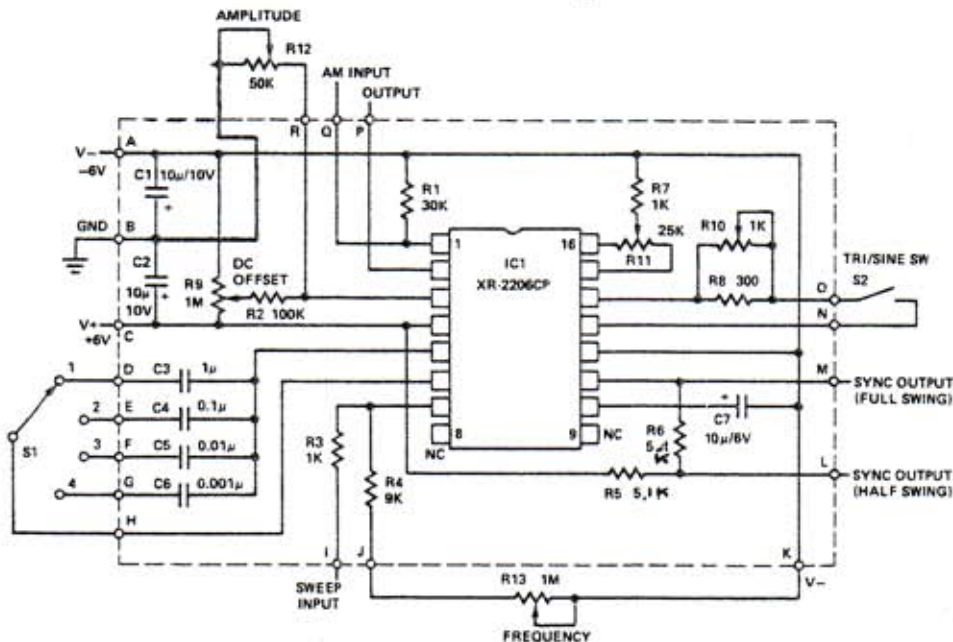 AMPLITUDE
R12
50K
AM INPUT
OUTPUT
R Q P
A
V–
–6V
C1 10µ/10V
+
R1
30K
R7
1K
GND
B
C2
10µ
10V
+
R9
1M
DC
OFFSET
R2 100K
V+
+6V
C
1 16
IC1
XR-2206CP
25K
R11
R10
1K
R8 300
TRI/SINE SW
S2
O
N
1
D
C3 1µ
2
E
C4 0.1µ
3
F
C5 0.01µ
4
G
C6 0.001µ
S1
H
8 9
NC NC
R3
1K
R4
9K
M
SYNC OUTPUT
(FULL SWING)
+
C7
10µ/6V
R6
5.1
K
R5 5.1K
L
SYNC OUTPUT
(HALF SWING)
I J
SWEEP
INPUT
R13 1M
FREQUENCY
K
V–